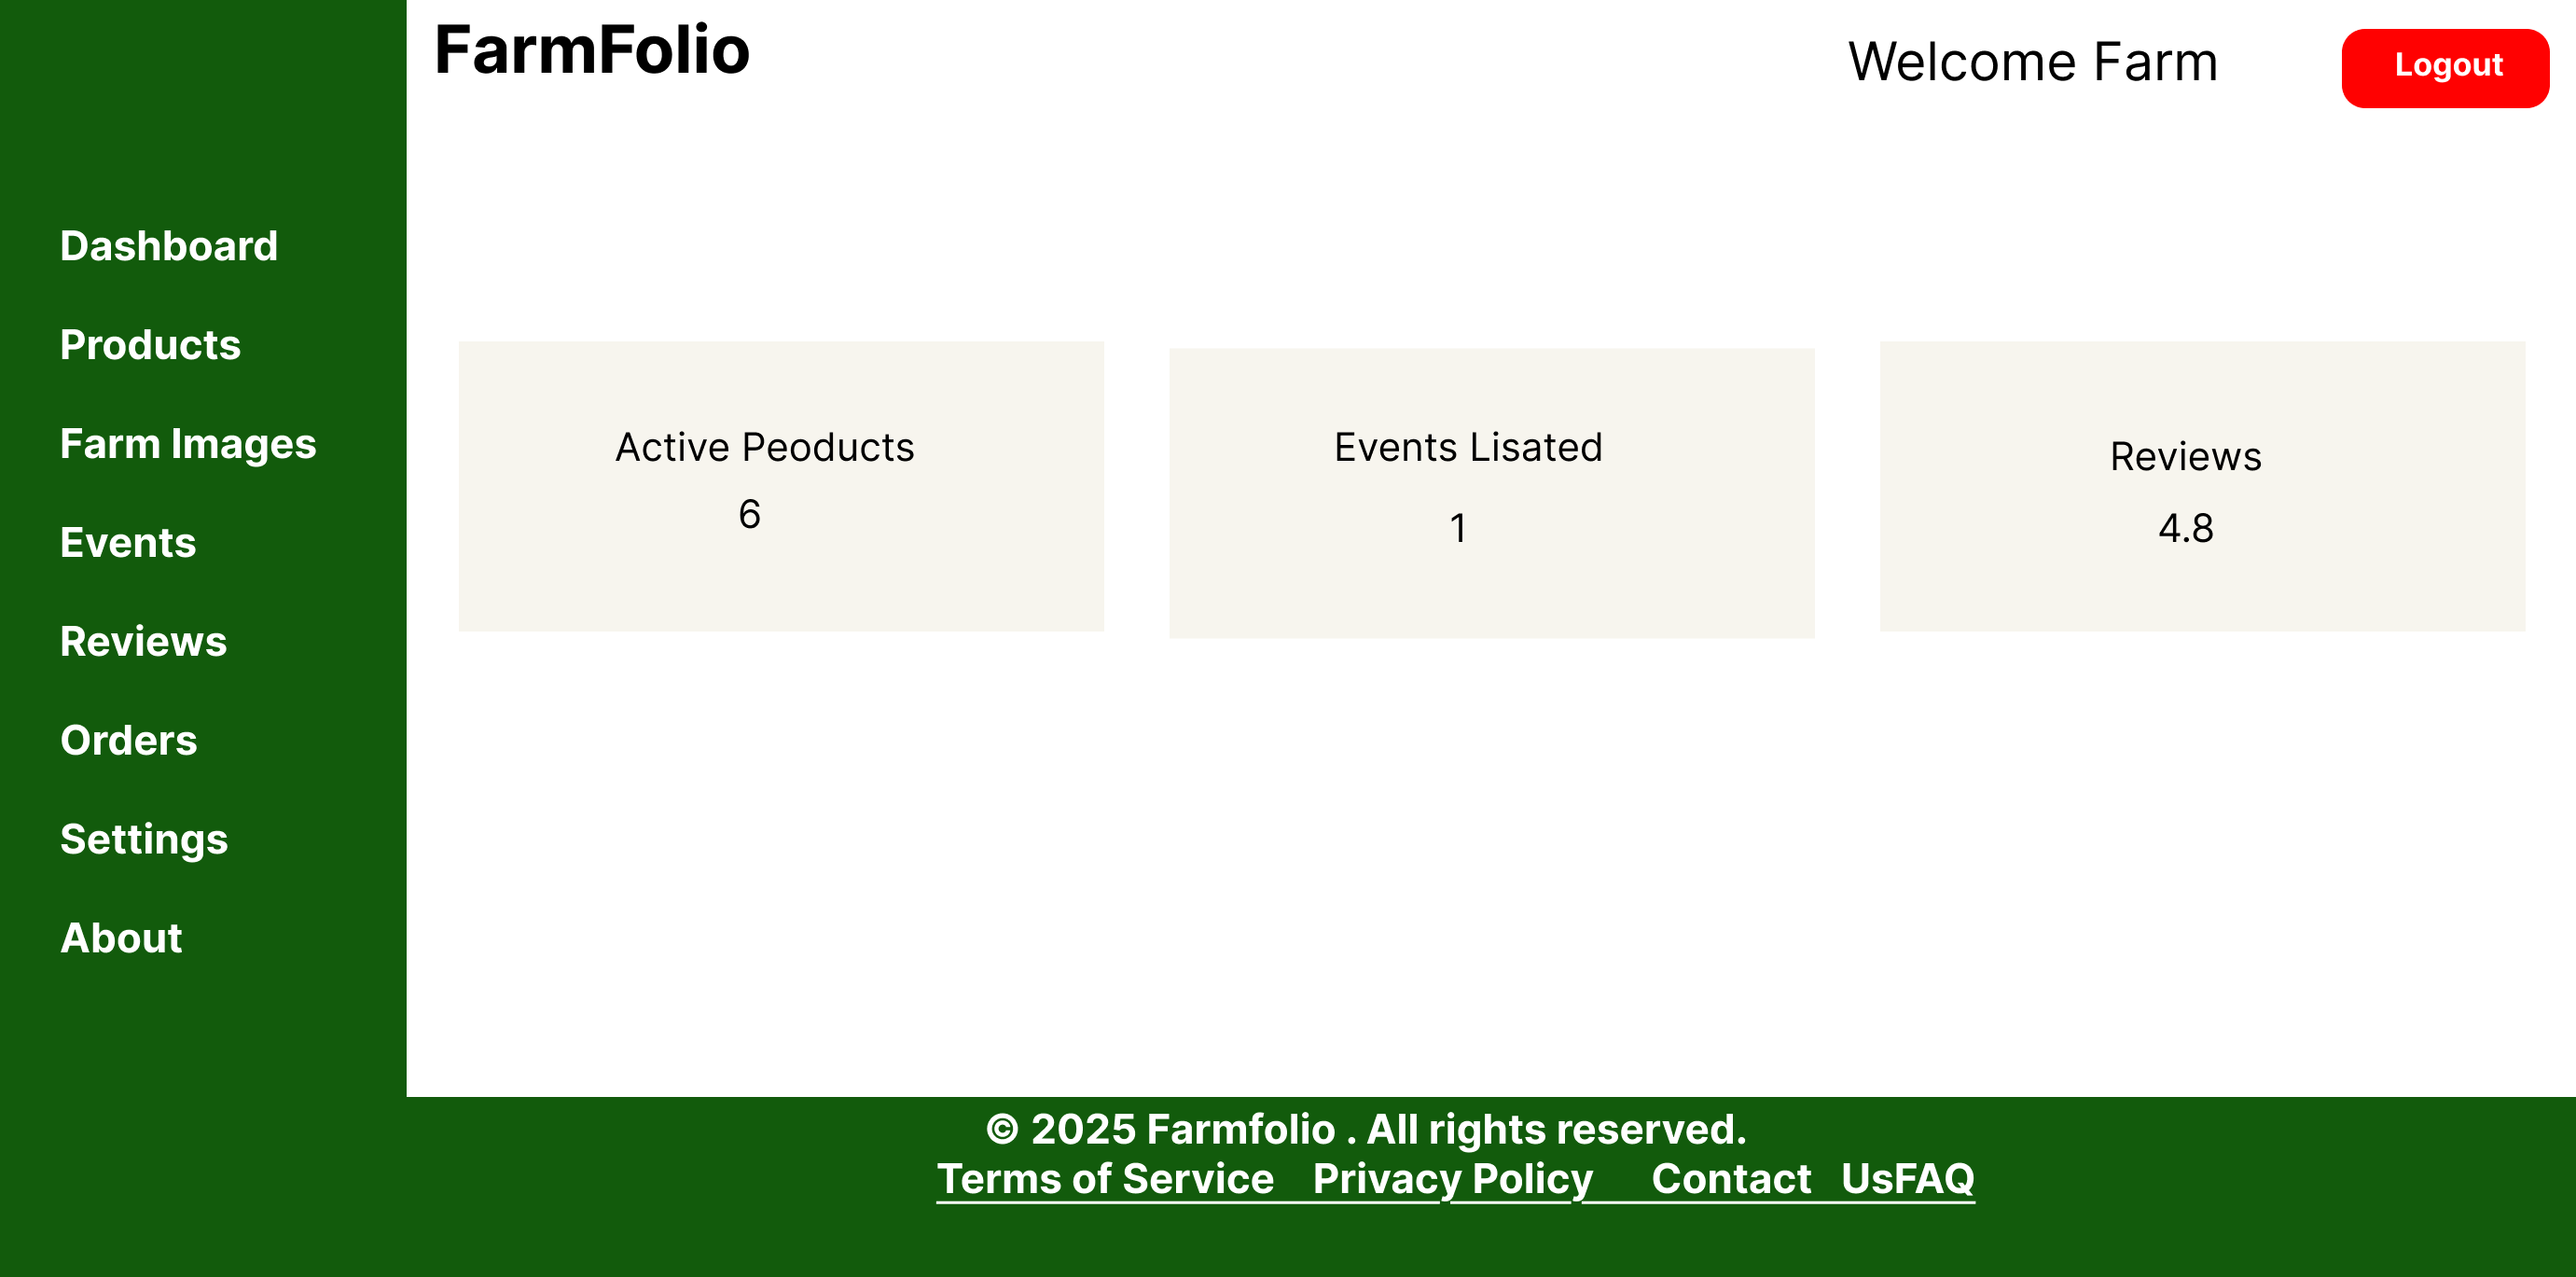 FarmFolio
Welcome Farm
Logout
Dashboard
Products
Farm Images
Events
Reviews
Orders
Settings
About
Active Peoducts
6
Events Lisated
1
Reviews
4.8
© 2025 Farmfolio . All rights reserved.
Terms of Service Privacy Policy Contact UsFAQ